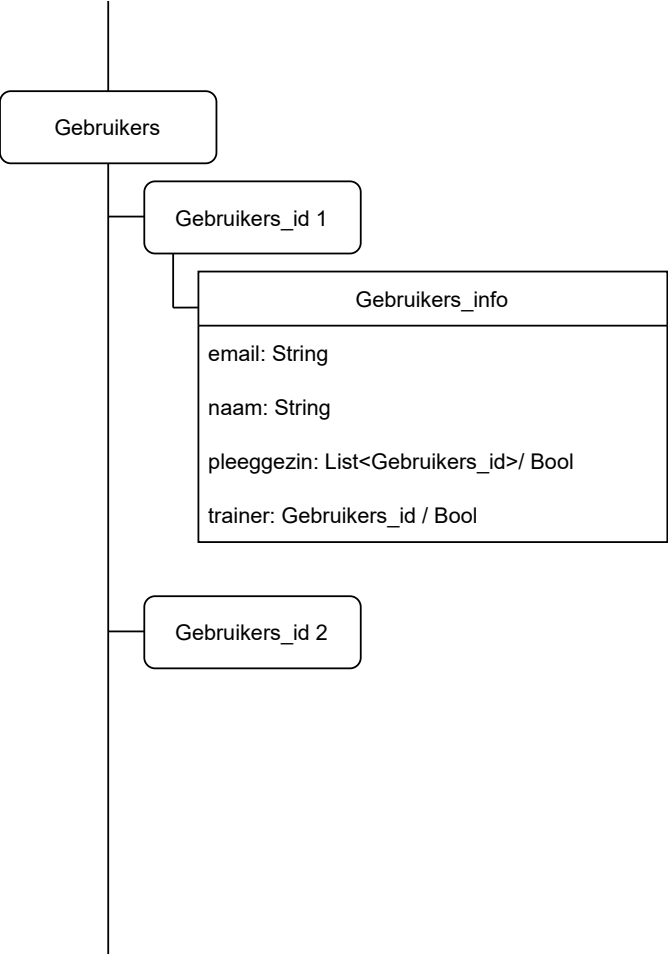 Gebruikers
Gebruikers_id 1
Gebruikers_info
email: String
naam: String
pleeggezin: List<Gebruikers_id>/ Bool
trainer: Gebruikers_id / Bool
Gebruikers_id 2